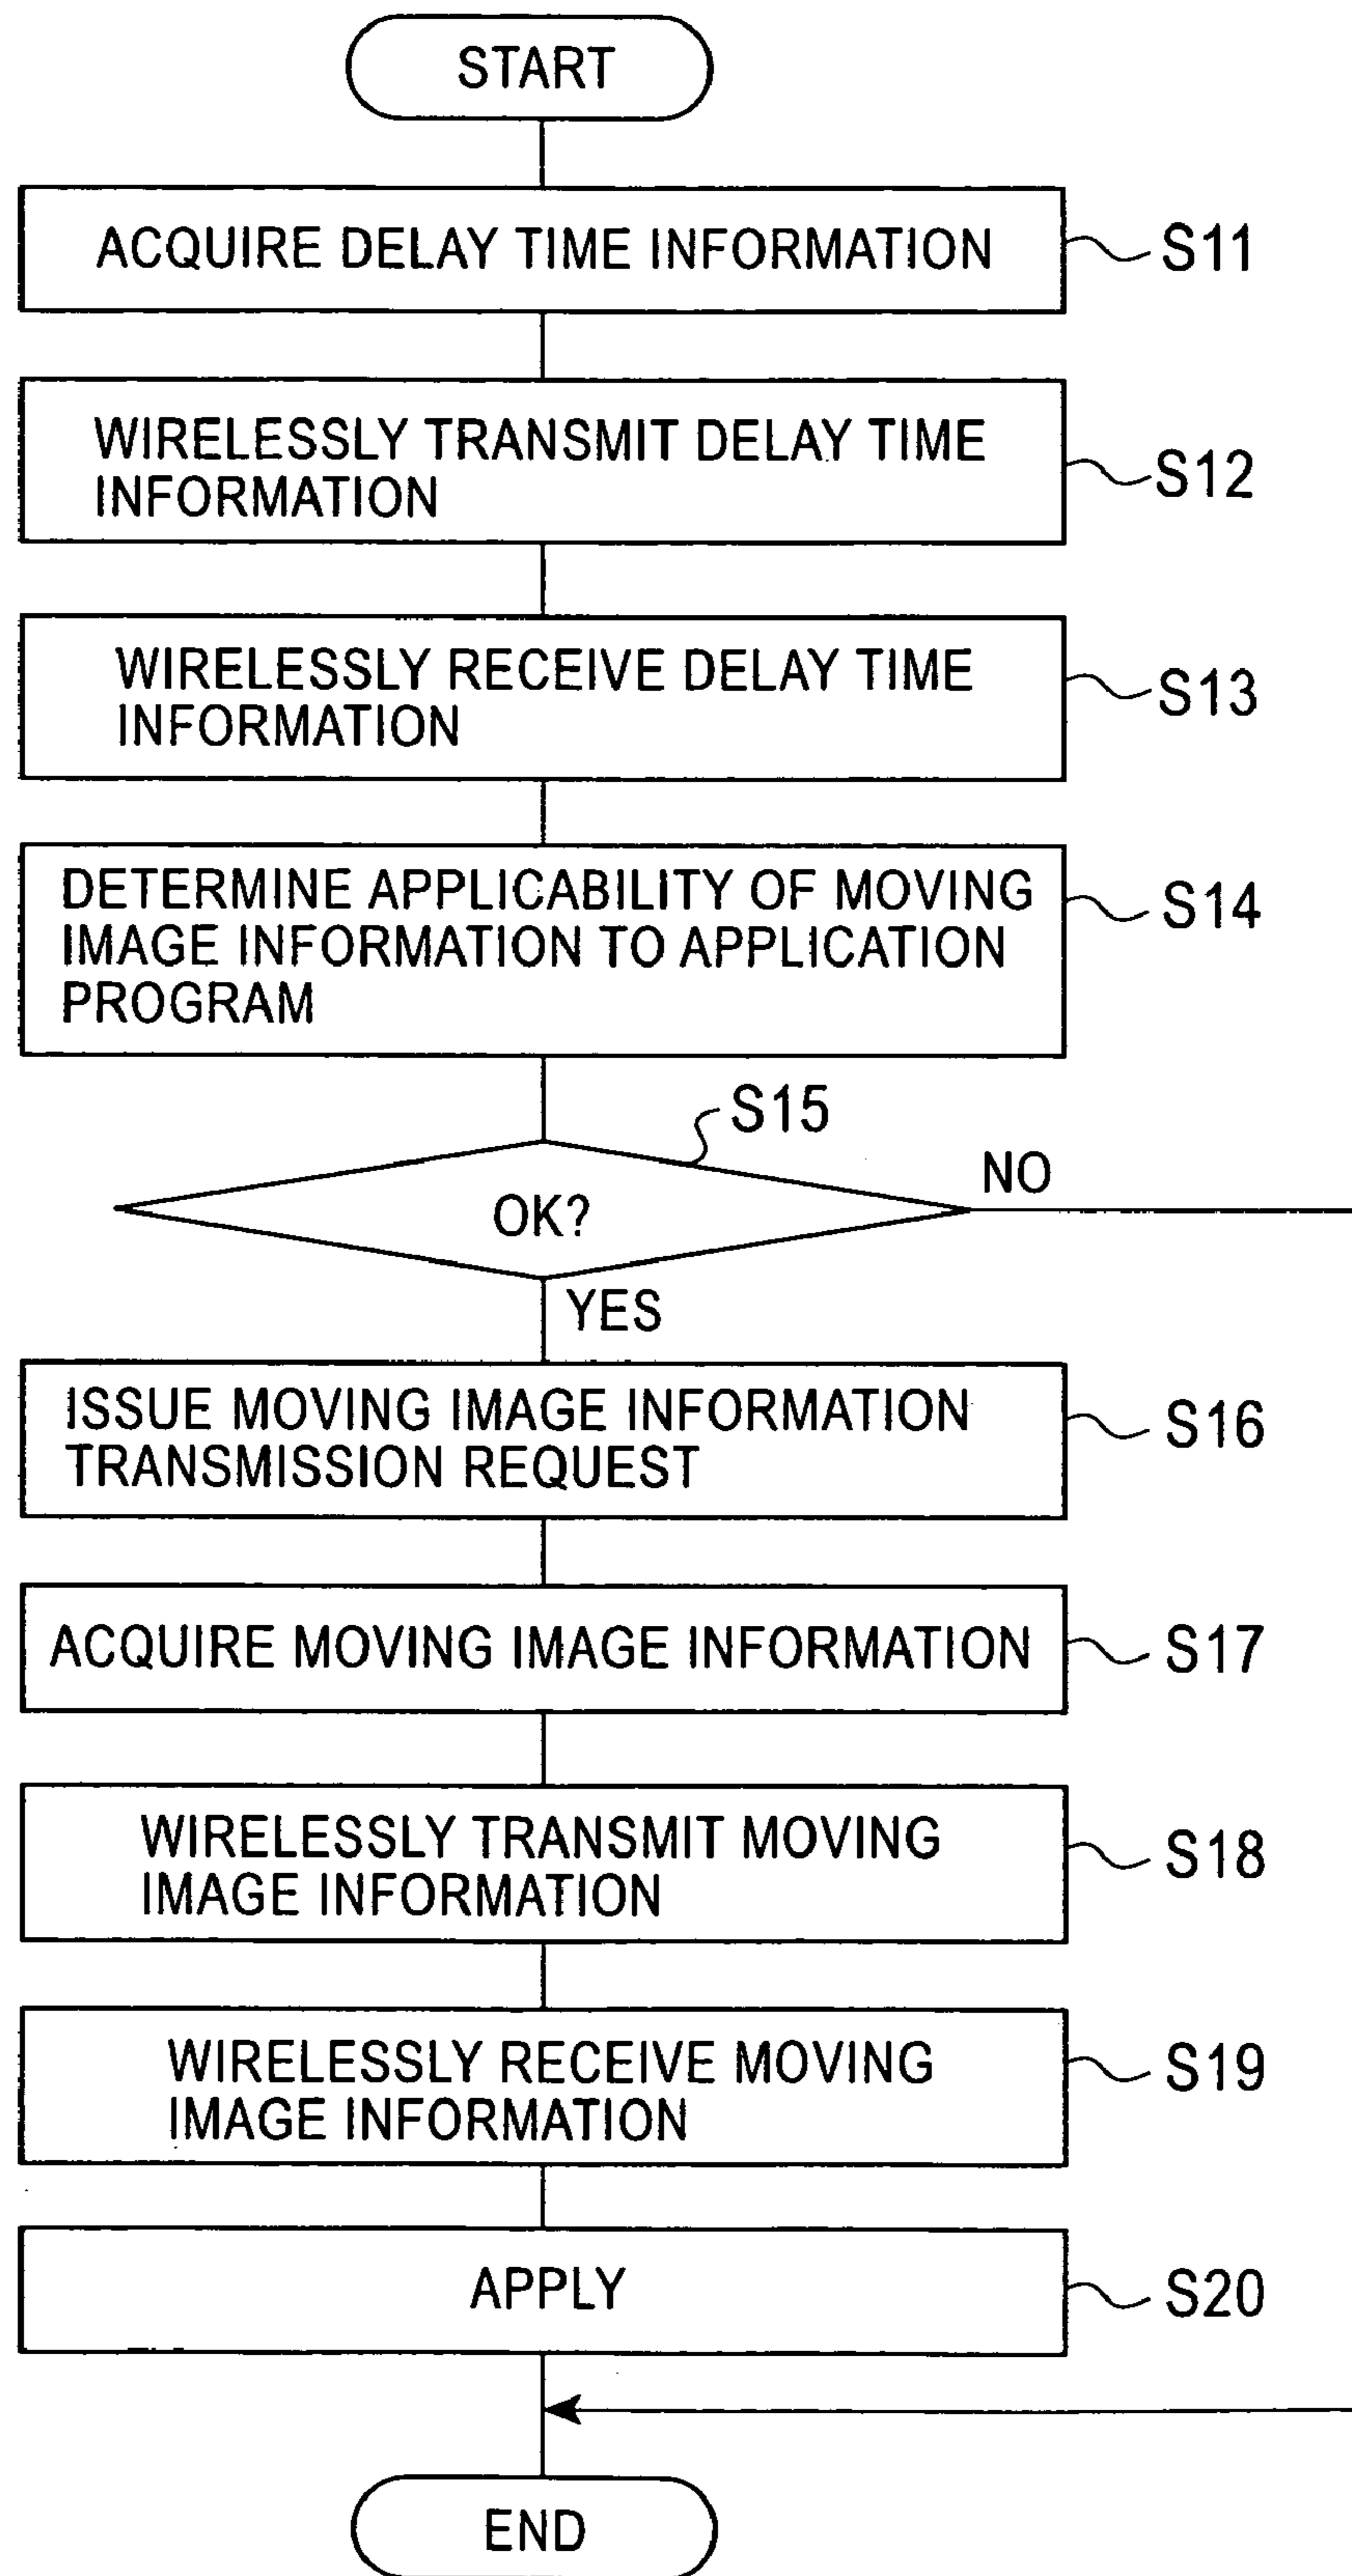 START
ACQUIRE DELAY TIME INFORMATION
S11
WIRELESSLY TRANSMIT DELAY TIME
INFORMATION
S12
WIRELESSLY RECEIVE DELAY TIME
INFORMATION
S13
DETERMINE APPLICABILITY OF MOVING
IMAGE INFORMATION TO APPLICATION
PROGRAM
S14
S15
OK?
NO
YES
ISSUE MOVING IMAGE INFORMATION
TRANSMISSION REQUEST
S16
ACQUIRE MOVING IMAGE INFORMATION
S17
WIRELESSLY TRANSMIT MOVING
IMAGE INFORMATION
S18
WIRELESSLY RECEIVE MOVING
IMAGE INFORMATION
S19
APPLY
S20
END